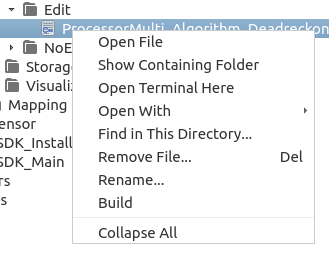 Edit
ProcessorMulti_Algorithm_Deadreckon
Open File
NoE
Show Containing Folder
Storag
Open Terminal Here
Visualiz
Open With
Mapping
Find in This Directory...
ensor
SDK_Install
Remove File... Del
SDK_Main
Rename...
rs
Build
s
Collapse All